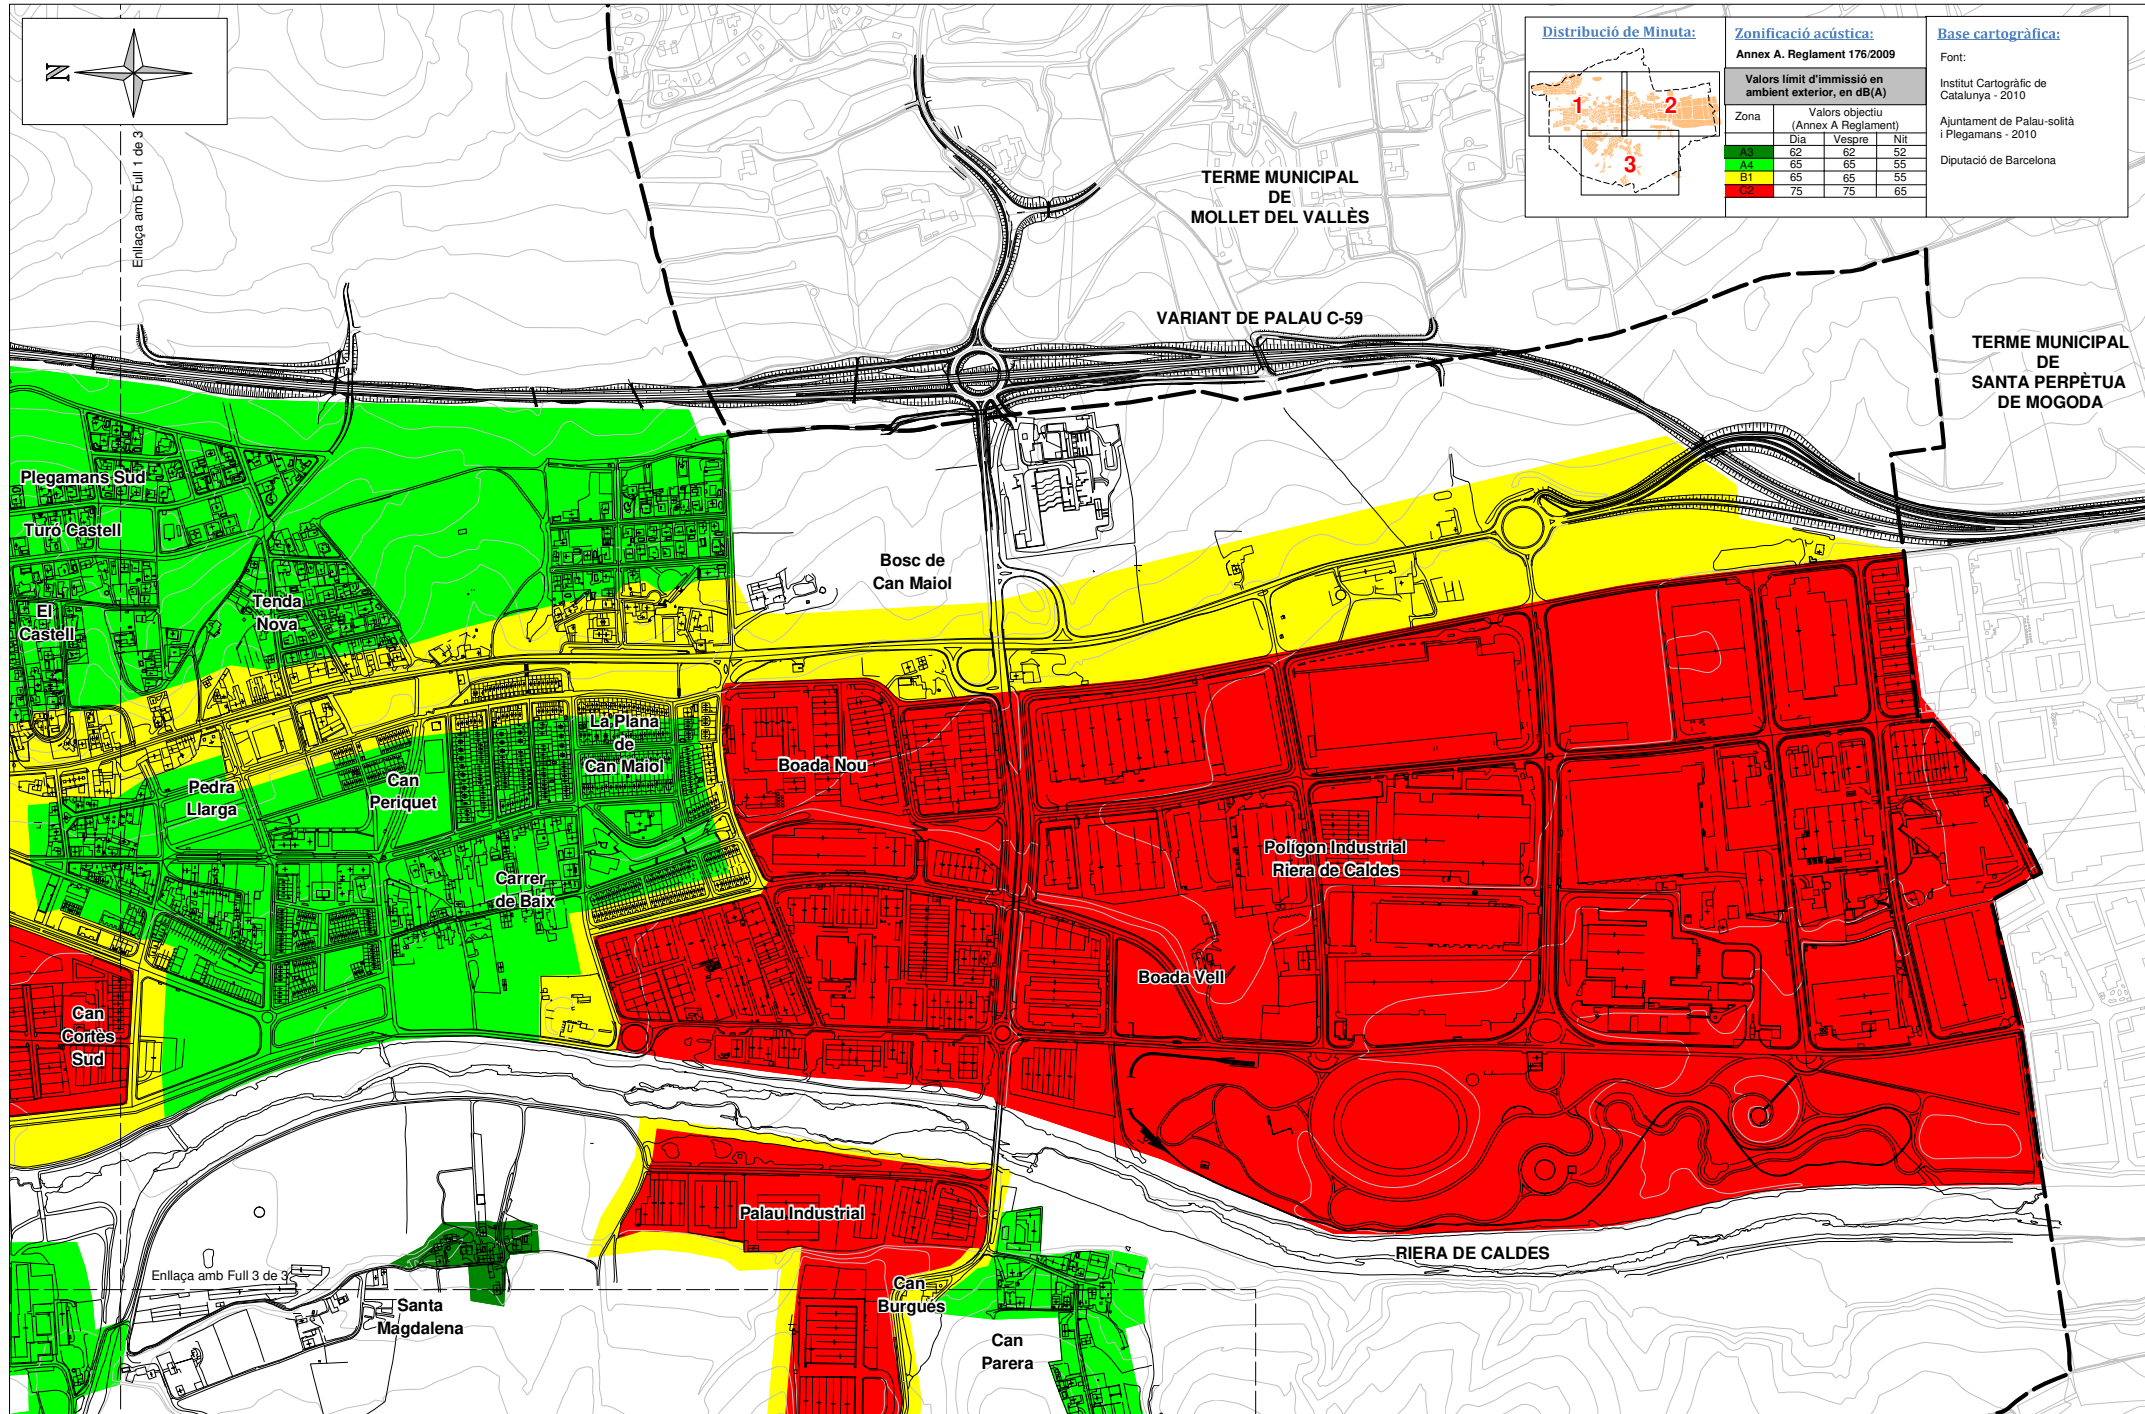 N
Enllaça amb Full 1 de 3
Distribució de Minuta:
1
2
3
Zonificació acústica:
Annex A. Reglament 176/2009
Valors límit d'immissió en
ambient exterior, en dB(A)
Zona Valors objectiu
(Annex A Reglament)
Dia Vespre Nit
A3 62 62 52
A4 65 65 55
B1 65 65 55
C2 75 75 65
Base cartogràfica:
Font:
Institut Cartogràfic de
Catalunya - 2010
Ajuntament de Palau-solità
i Plegamans - 2010
Diputació de Barcelona
TERME MUNICIPAL
DE
MOLLET DEL VALLÈS
VARIANT DE PALAU C-59
TERME MUNICIPAL
DE
SANTA PERPÈTUA
DE MOGODA
Plegamans Sud
Turó Castell
El
Castell
Tenda
Nova
Bosc de
Can Maiol
La Plana
de
Can Maiol
Boada Nou
Pedra
Llarga
Can
Periquet
Carrer
de Baix
Polígon Industrial
Riera de Caldes
Boada Vell
Can
Cortès
Sud
Palau Industrial
RIERA DE CALDES
Enllaça amb Full 3 de 3
Santa
Magdalena
Can
Burgués
Can
Parera